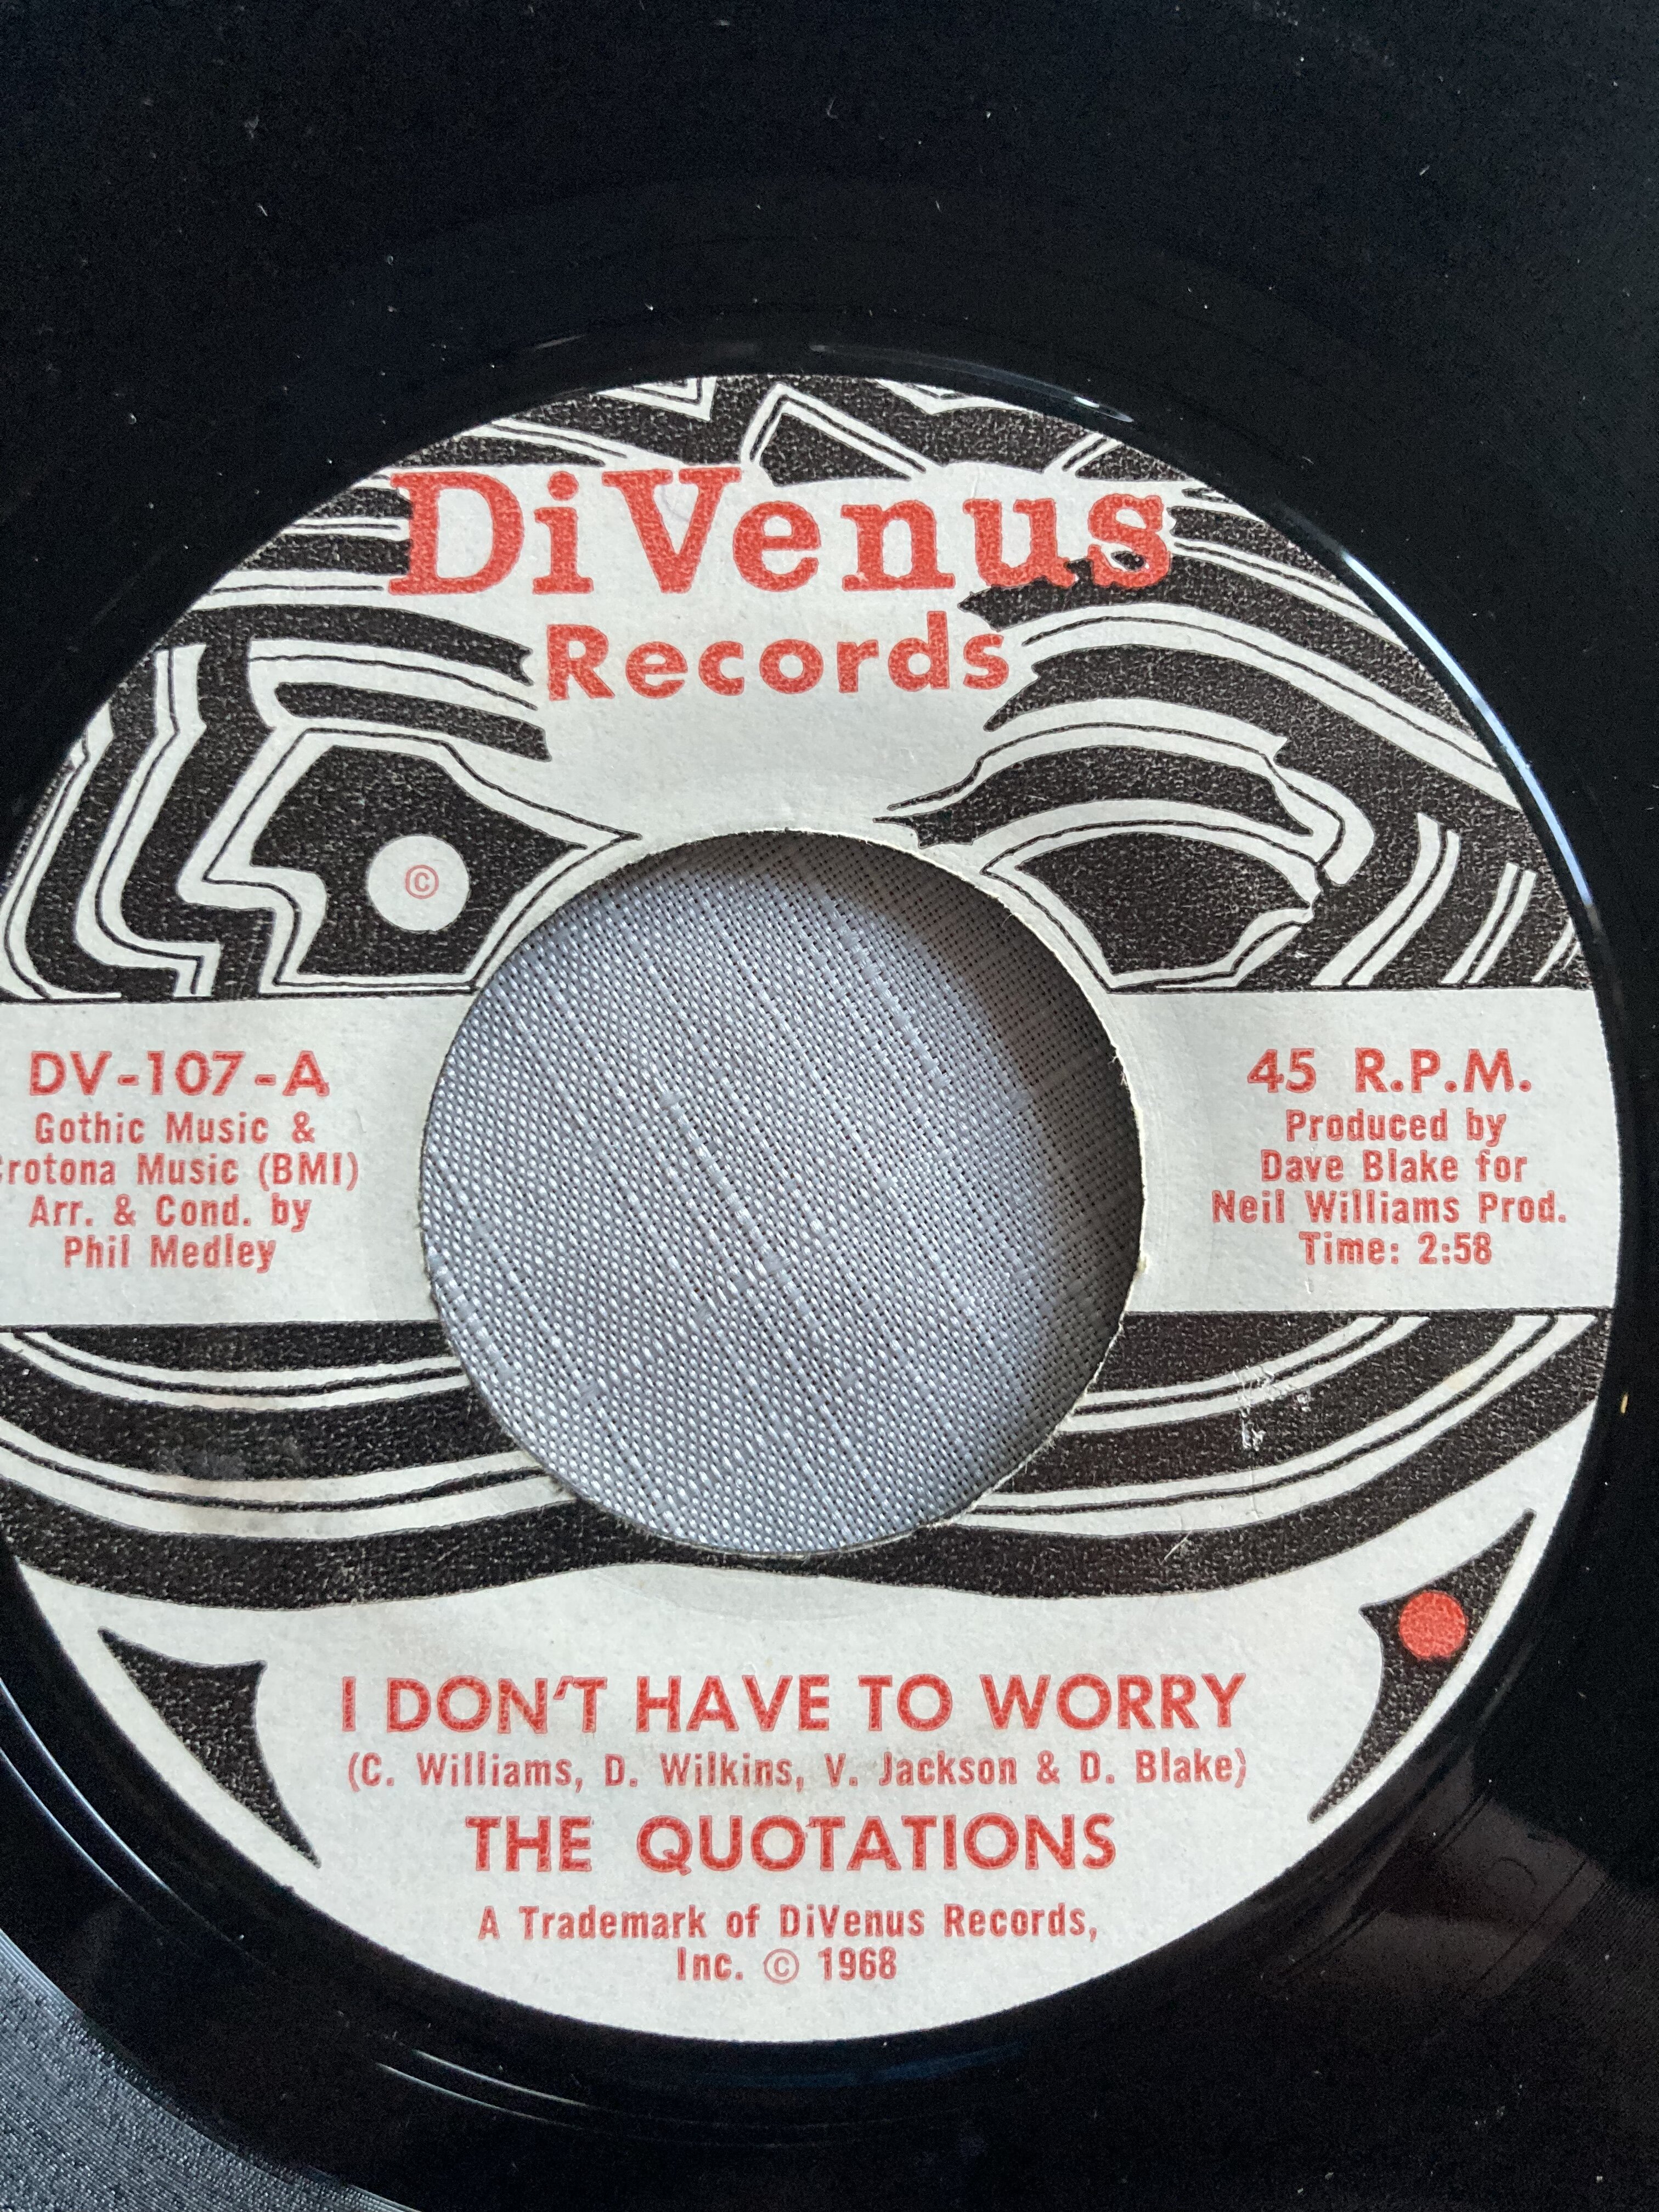 DiVenus
Records
©
DV-107-A
Gothic Music &
Music (BMI)
Arr. & Cond. by
Phil Medley
45 R.P.M.
Produced by
Dave Blake for
Neil Williams Prod.
Time: 2:58
I DON'T HAVE TO WORRY
(C. Williams, D. Wilkins, V. Jackson & D. Blake)
THE QUOTATIONS
A Trademark of DiVenus Records,
Inc. © 1968